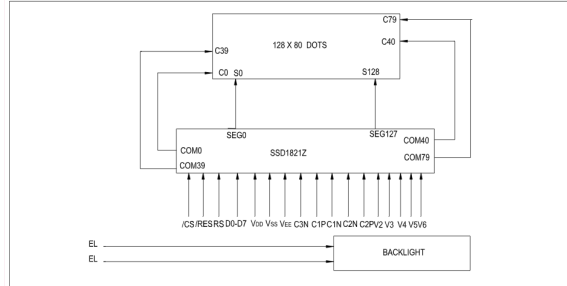 C79
128 X 80 DOTS
C40
C39
C0 S0 S128
SEG0 SEG127
COM40
COM0
SSD1821Z
COM79
COM39
/CS /RES RS D0-D7 VDD VSS VEE C3N C1P C1N C2N C2P V2 V3 V4 V5 V6
EL
BACKLIGHT
EL